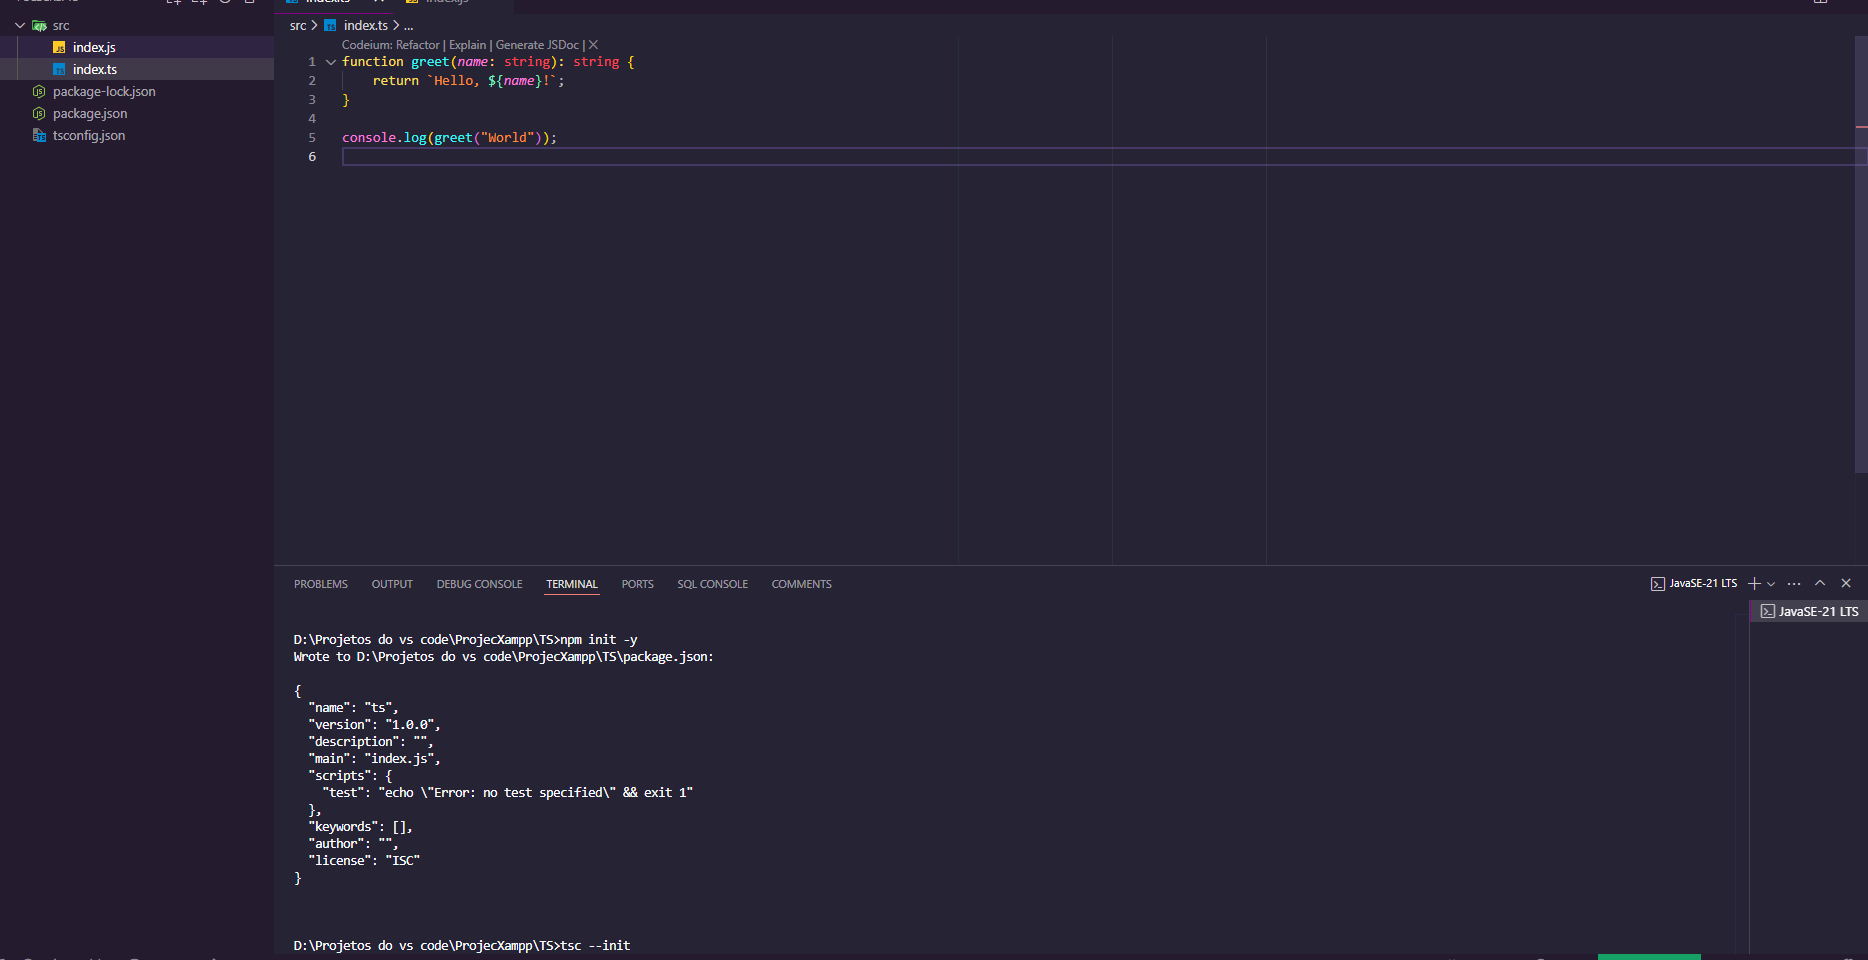 src
index.js
index.ts
package-lock.json
package.json
tsconfig.json
src > index.ts > ...
Codeium: Refactor | Explain | Generate JSDoc | X
1 function greet(name: string): string {
2 return `Hello, ${name}!`;
3 }
4
5 console.log(greet("World"));
6
PROBLEMS OUTPUT DEBUG CONSOLE TERMINAL PORTS SQL CONSOLE COMMENTS
JavaSE-21 LTS
JavaSE-21 LTS
D:\Projetos do vs code\ProjecXampp\TS>npm init -y
Wrote to D:\Projetos do vs code\ProjecXampp\TS\package.json:
{
"name": "ts",
"version": "1.0.0",
"description": "",
"main": "index.js",
"scripts": {
"test": "echo \"Error: no test specified\" && exit 1"
},
"keywords": [],
"author": "",
"license": "ISC"
}
D:\Projetos do vs code\ProjecXampp\TS>tsc --init